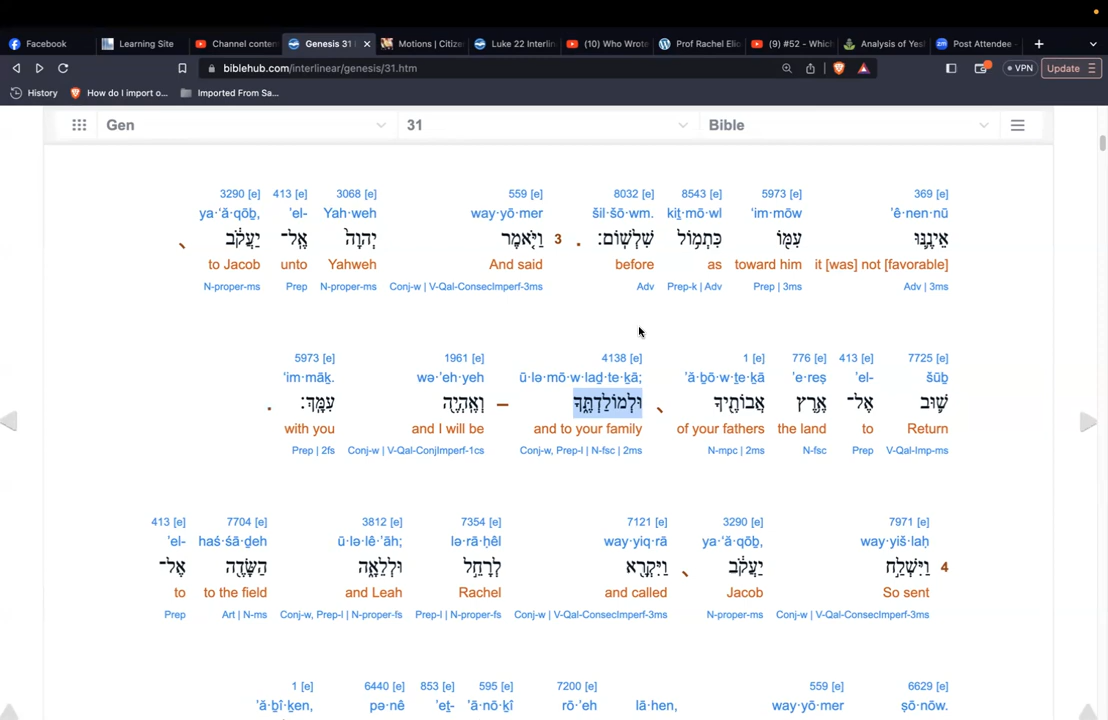 Facebook Learning Site Channel conten Genesis 31 I Motions | Citize Luke 22 Interlin (10) Who Wrote Prof Rachel Elio (9) #52 - Which Analysis of Yesh Post Attendee -
biblehub.com/interlinear/genesis/31.htm VPN Update
History How do I import o... Imported From Sa...
Gen 31 Bible
369 [e] 5973 [e] 8543 [e] 8032 [e] 559 [e] 3068 [e] 413 [e] 3290 [e]
’ê·nen·nū ‘im·mōw kiṯ·mō·wl šil·šō·wm. way·yō·mer Yah·weh ’el- ya·‘ă·qōḇ,
אֵינֶ֛נּוּ עִמּ֖וֹ כִּתְמ֥וֹל שִׁלְשֽׁוֹם׃ . 3 וַיֹּ֤אמֶר יְהוָה֙ אֶֽל־ יַעֲקֹ֔ב 、
it [was] not [favorable] toward him as before And said Yahweh unto to Jacob
Adv | 3ms Prep | 3ms Prep-k | Adv Adv Conj-w | V-Qal-ConsecImperf-3ms N-proper-ms Prep N-proper-ms
7725 [e] 413 [e] 776 [e] 1 [e] 4138 [e] 1961 [e] 5973 [e]
šūḇ ’el- ’e·reṣ ’ă·ḇō·w·ṯe·ḵā ū·lə·mō·w·laḏ·te·ḵā; wə·’eh·yeh ‘im·māḵ.
שׁ֛וּב אֶל־ אֶ֥רֶץ אֲבוֹתֶ֖יךָ 、 וּלְמוֹלַדְתֶּ֑ךָ – וְאֶֽהְיֶ֖ה עִמָּֽךְ׃ .
Return to the land of your fathers and to your family and I will be with you
V-Qal-Imp-ms Prep N-fsc N-mpc | 2ms Conj-w, Prep-l | N-fsc | 2ms Conj-w | V-Qal-ConjImperf-1cs Prep | 2fs
7971 [e] 3290 [e] 7121 [e] 7354 [e] 3812 [e] 7704 [e] 413 [e]
way·yiš·laḥ ya·‘ă·qōḇ, way·yiq·rā lə·rā·ḥêl ū·lə·lê·’āh; haś·śā·ḏeh ’el-
4 וַיִּשְׁלַ֣ח יַעֲקֹ֔ב 、 וַיִּקְרָ֖א לְרָחֵ֣ל וּלְלֵאָ֑ה הַשָּׂדֶ֖ה אֶל־
So sent Jacob and called Rachel and Leah to the field to
Conj-w | V-Qal-ConsecImperf-3ms N-proper-ms Conj-w | V-Qal-ConsecImperf-3ms Prep-l | N-proper-fs Conj-w, Prep-l | N-proper-fs Art | N-ms Prep
6629 [e] 559 [e] 7200 [e] 595 [e] 853 [e] 6440 [e] 1 [e]
ṣō·nōw. way·yō·mer lā·hen, rō·’eh ’ā·nō·ḵî ’eṯ- pə·nê ’ă·ḇî·ḵen,